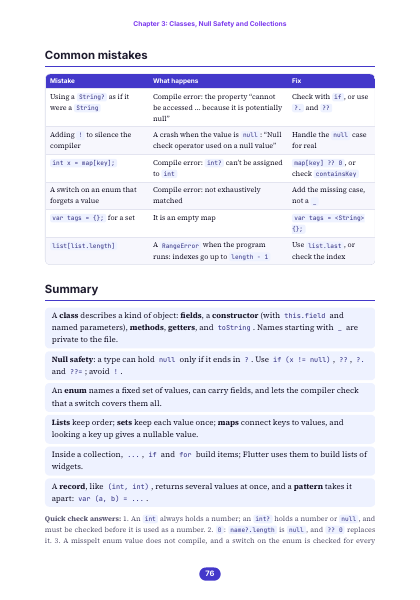 Chapter 3: Classes, Null Safety and Collections
Common mistakes
Mistake What happens Fix
Using a String? as if it Compile error: the property “cannot Check with if, or use
were a String be accessed ... because it is potentially ?. and ??
null”
Adding ! to silence the A crash when the value is null: “Null Handle the null case
compiler check operator used on a null value” for real
int x = map[key]; Compile error: int? can't be assigned map[key] ?? 0, or
to int check containsKey
A switch on an enum that Compile error: not exhaustively Add the missing case,
forgets a value matched not a _
var tags = {}; for a set It is an empty map var tags = <String>
{};
list[list.length] A RangeError when the program Use list.last, or
runs: indexes go up to length - 1 check the index
Summary
A class describes a kind of object: fields, a constructor (with this.field and
named parameters), methods, getters, and toString. Names starting with _ are
private to the file.
Null safety: a type can hold null only if it ends in ?. Use if (x != null), ??, ?.
and ??=; avoid !.
An enum names a fixed set of values, can carry fields, and lets the compiler check
that a switch covers them all.
Lists keep order; sets keep each value once; maps connect keys to values, and
looking a key up gives a nullable value.
Inside a collection, ..., if and for build items; Flutter uses them to build lists of
widgets.
A record, like (int, int), returns several values at once, and a pattern takes it
apart: var (a, b) = ....
Quick check answers: 1. An int always holds a number; an int? holds a number or null, and
must be checked before it is used as a number. 2. 0: name?.length is null, and ?? 0 replaces
it. 3. A misspelt enum value does not compile, and a switch on the enum is checked for every
76